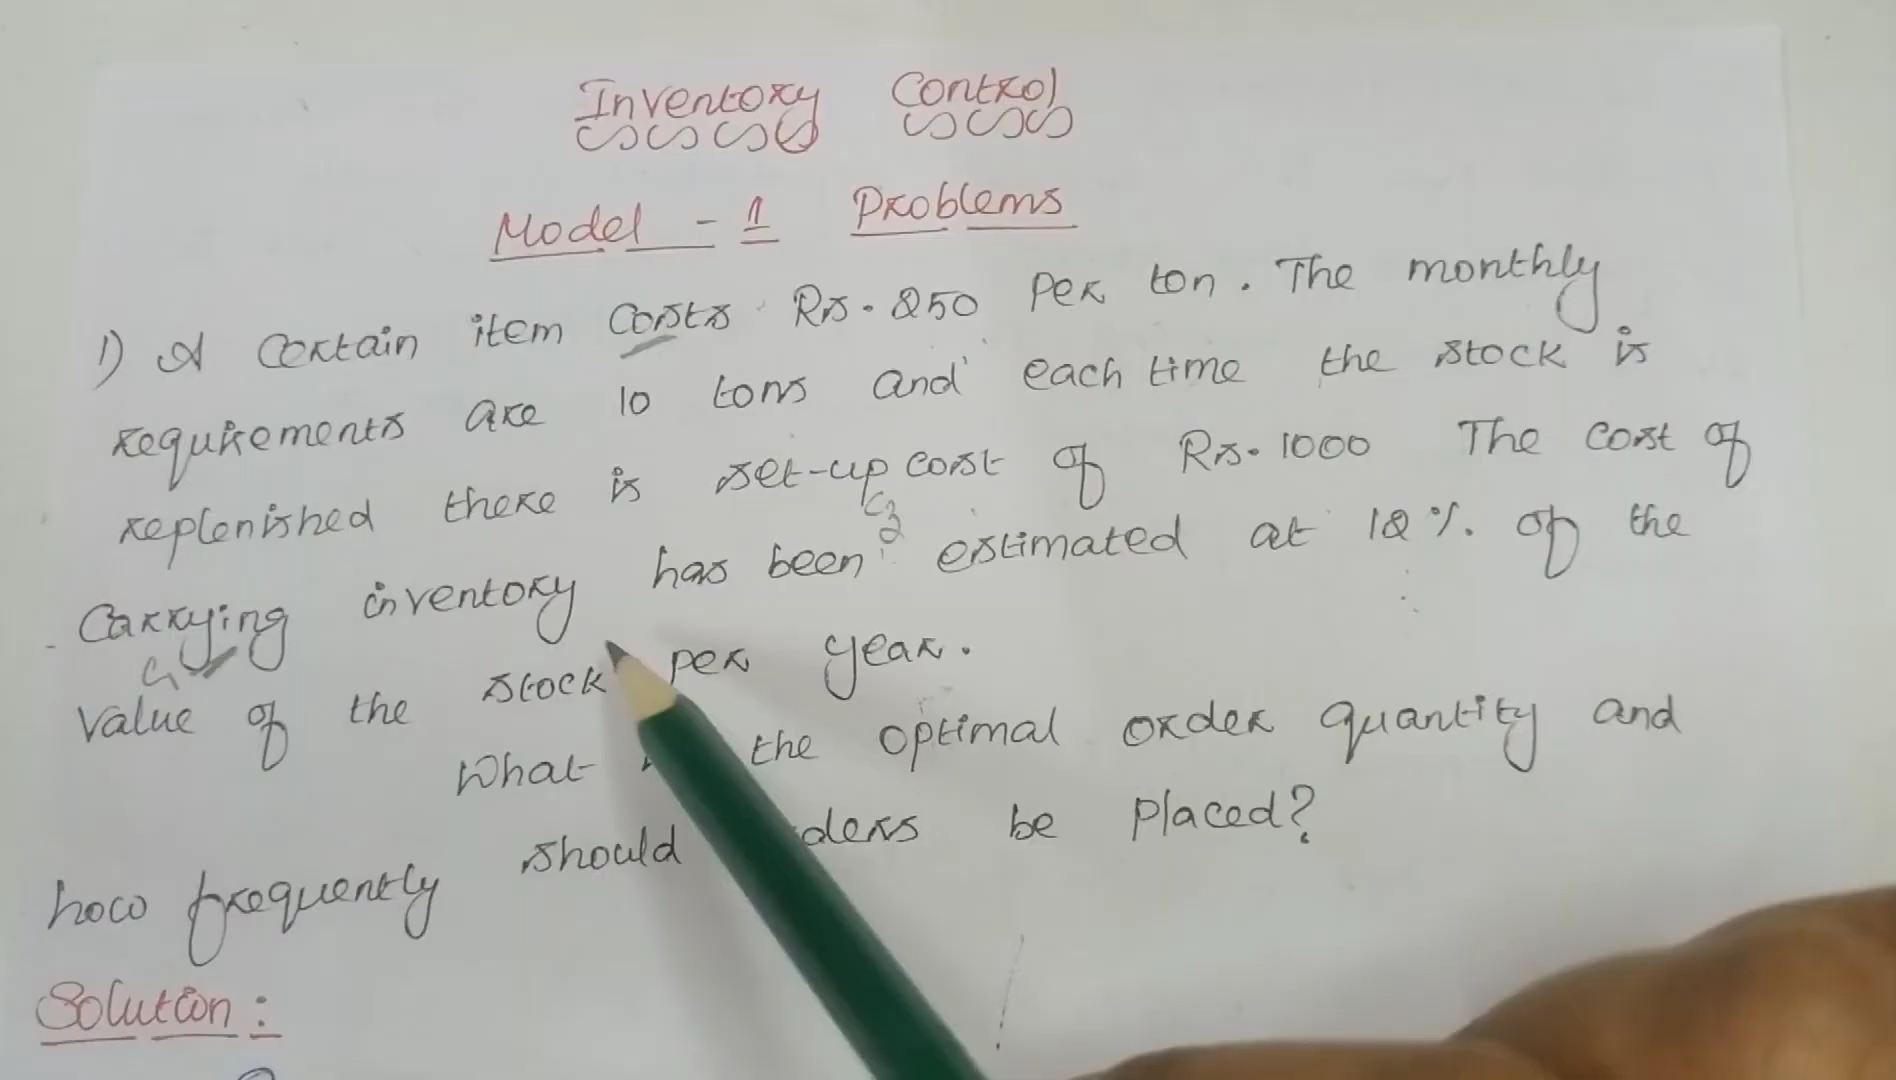 Inventory Control
Model - 1 Problems
1) A Certain item Costs Rs. 250 Per ton. The monthly
requirements are 10 tons and each time the stock is
replenished there is set-up cost of Rs. 1000 The cost of
C3
Carrying inventory has been estimated at 12%. of the
C1
Value of the stock per year.
What the optimal order quantity and
how frequently should be placed?
Solution: